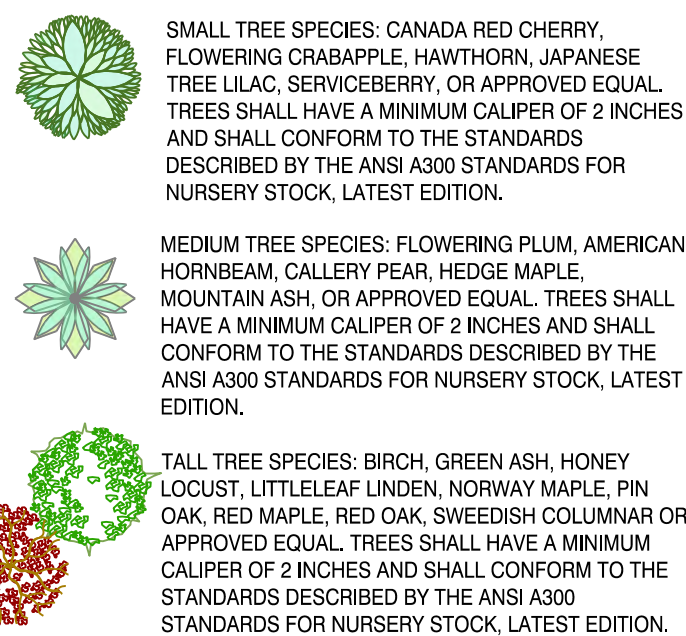 SMALL TREE SPECIES: CANADA RED CHERRY,
FLOWERING CRABAPPLE, HAWTHORN, JAPANESE
TREE LILAC, SERVICEBERRY, OR APPROVED EQUAL.
TREES SHALL HAVE A MINIMUM CALIPER OF 2 INCHES
AND SHALL CONFORM TO THE STANDARDS
DESCRIBED BY THE ANSI A300 STANDARDS FOR
NURSERY STOCK, LATEST EDITION.
MEDIUM TREE SPECIES: FLOWERING PLUM, AMERICAN
HORNBEAM, CALLERY PEAR, HEDGE MAPLE,
MOUNTAIN ASH, OR APPROVED EQUAL. TREES SHALL
HAVE A MINIMUM CALIPER OF 2 INCHES AND SHALL
CONFORM TO THE STANDARDS DESCRIBED BY THE
ANSI A300 STANDARDS FOR NURSERY STOCK, LATEST
EDITION.
TALL TREE SPECIES: BIRCH, GREEN ASH, HONEY
LOCUST, LITTLELEAF LINDEN, NORWAY MAPLE, PIN
OAK, RED MAPLE, RED OAK, SWEEDISH COLUMNAR OR
APPROVED EQUAL. TREES SHALL HAVE A MINIMUM
CALIPER OF 2 INCHES AND SHALL CONFORM TO THE
STANDARDS DESCRIBED BY THE ANSI A300
STANDARDS FOR NURSERY STOCK, LATEST EDITION.